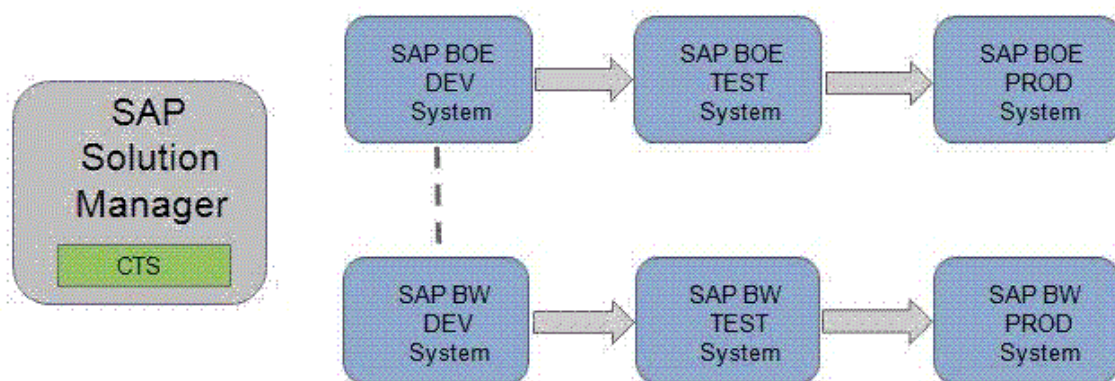 SAP
Solution
Manager
CTS
SAP BOE
DEV
System
SAP BOE
TEST
System
SAP BOE
PROD
System
SAP BW
DEV
System
SAP BW
TEST
System
SAP BW
PROD
System